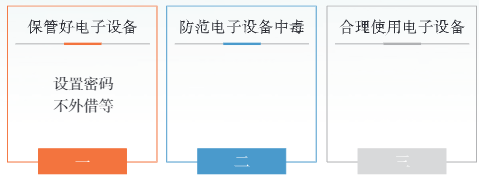 保管好电子设备
设置密码
不外借等
一
防范电子设备中毒
二
合理使用电子设备
三